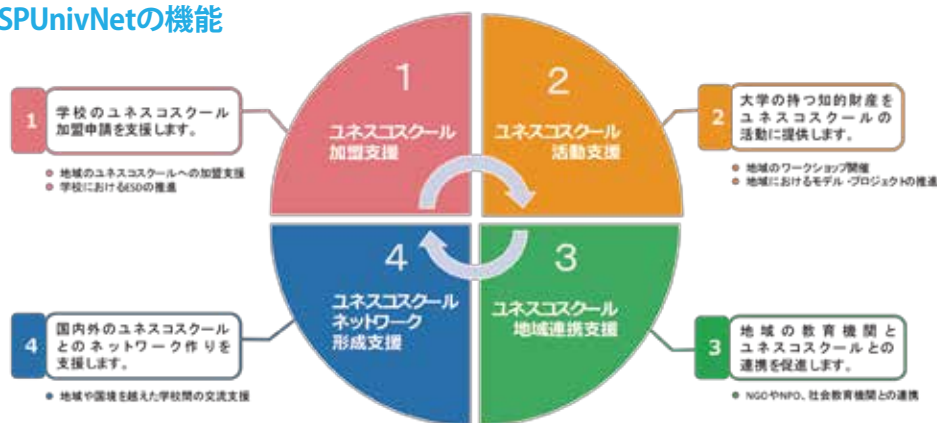 SPUnivNetの機能
1
学校のユネスコスクール
加盟申請を支援します。
地域のユネスコスクールへの加盟支援
学校におけるESDの推進
1
ユネスコスクール
加盟支援
2
ユネスコスクール
活動支援
2
大学の持つ知的財産を
ユネスコスクールの
活動に提供します。
地域のワークショップ開催
地域におけるモデル・プロジェクトの推進
4
ユネスコスクール
ネットワーク
形成支援
3
ユネスコスクール
地域連携支援
4
国内外のユネスコスクール
とのネットワーク作りを
支援します。
地域や国境を越えた学校間の交流支援
3
地域の教育機関と
ユネスコスクールとの
連携を促進します。
NGOやNPO、社会教育機関との連携